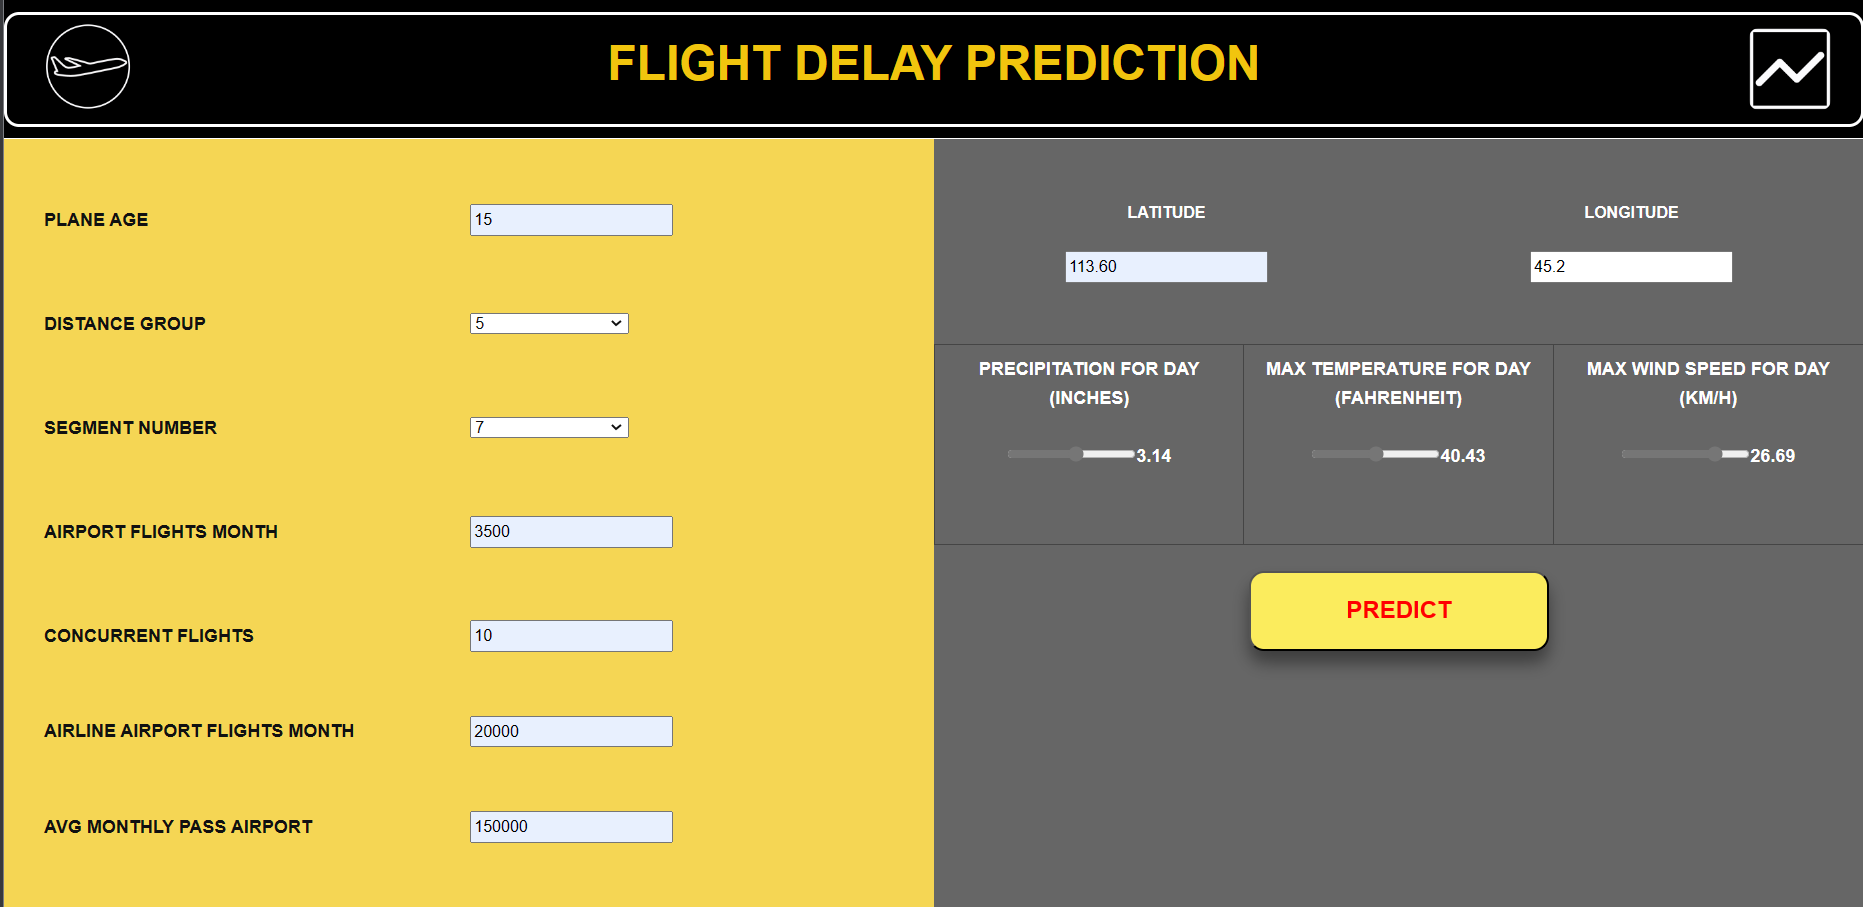 FLIGHT DELAY PREDICTION
PLANE AGE
15
DISTANCE GROUP
5
SEGMENT NUMBER
7
AIRPORT FLIGHTS MONTH
3500
CONCURRENT FLIGHTS
10
AIRLINE AIRPORT FLIGHTS MONTH
20000
AVG MONTHLY PASS AIRPORT
150000
LATITUDE
113.60
LONGITUDE
45.2
PRECIPITATION FOR DAY
(INCHES)
3.14
MAX TEMPERATURE FOR DAY
(FAHRENHEIT)
40.43
MAX WIND SPEED FOR DAY
(KM/H)
26.69
PREDICT